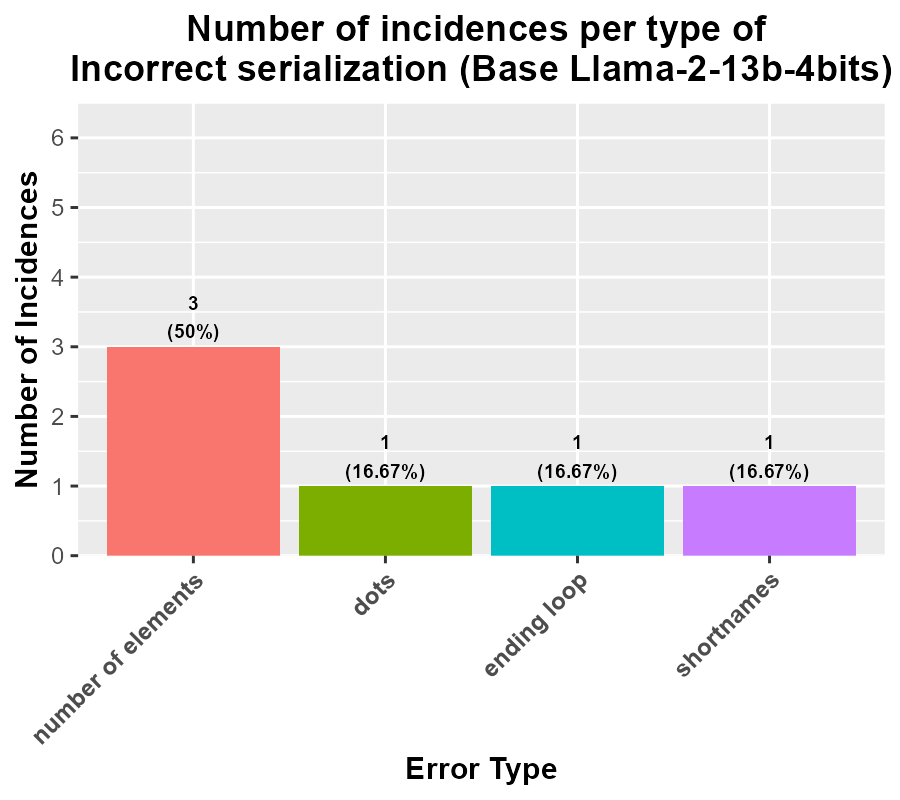 Number of incidences per type of
Incorrect serialization (Base Llama-2-13b-4bits)
Number of Incidences
6
5
4
3
2
1
0
3
(50%)
1
(16.67%)
1
(16.67%)
1
(16.67%)
number of elements
dots
ending loop
shortnames
Error Type